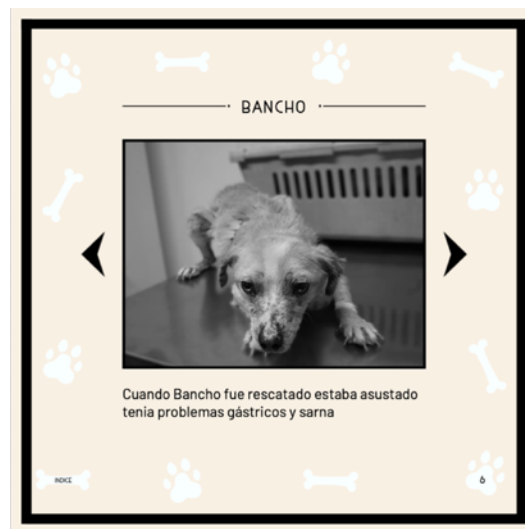 BANCHO
Cuando Bancho fue rescatado estaba asustado
tenia problemas gástricos y sarna
INDICE
6